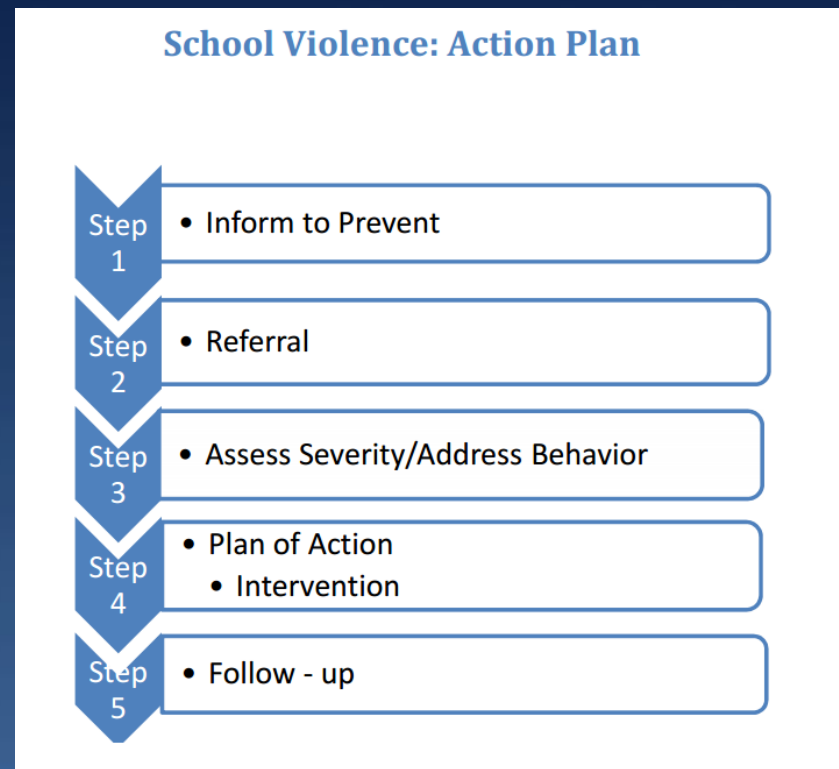 School Violence: Action Plan
Step
1
• Inform to Prevent
Step
2
• Referral
Step
3
• Assess Severity/Address Behavior
Step
4
• Plan of Action
• Intervention
Step
5
• Follow - up